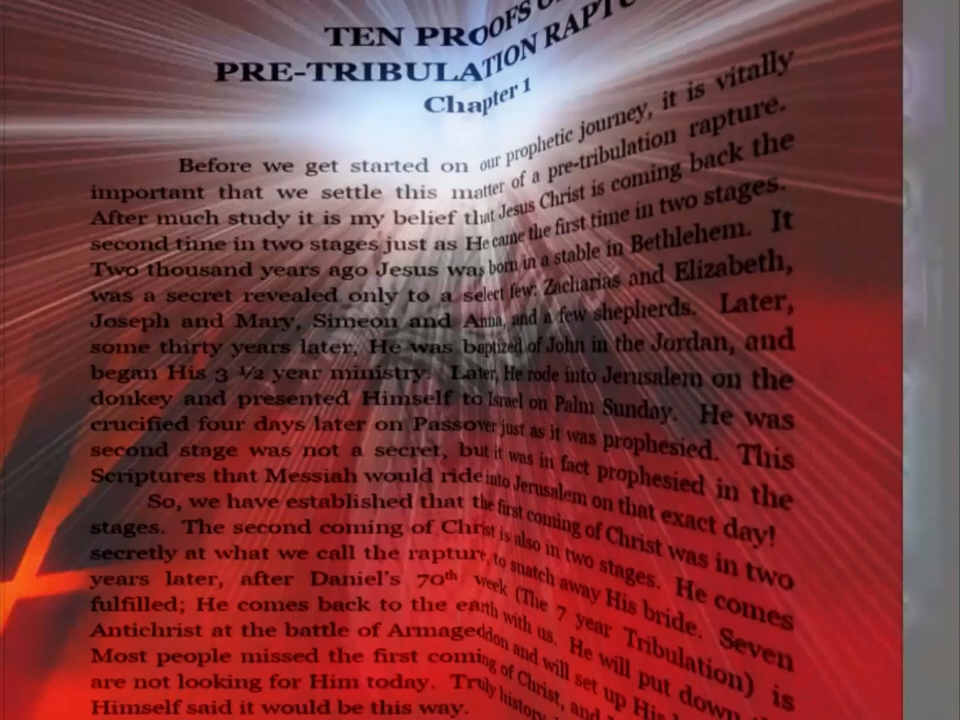 TEN PROOFS
PRE-TRIBULATION
Chapter 1
Before we get started on our prophetic journey, it is vitally
important that we settle this matter of a pre-tribulation rapture.
After much study it is my belief that Jesus Christ is coming back the
second time in two stages just as He came the first time in two stages.
Two thousand years ago Jesus was born in a stable in Bethlehem. It
was a secret revealed only to a select few: Zacharias and Elizabeth,
Joseph and Mary, Simeon and Anna, and a few shepherds. Later,
some thirty years later, He was baptized of John in the Jordan, and
began His 3 ½ year ministry. Later, He rode into Jerusalem on the
donkey and presented Himself to Israel on Palm Sunday. He was
crucified four days later on Passover just as it was prophesied. This
second stage was not a secret, but it was in fact prophesied in the
Scriptures that Messiah would ride into Jerusalem on that exact day!
So, we have established that the first coming of Christ was in two
stages. The second coming of Christ is also in two stages. He comes
secretly at what we call the rapture, to snatch away His bride. Seven
years later, after Daniel's 70th week (The 7 year Tribulation) is
fulfilled; He comes back to the earth with us. He will put down
Antichrist at the battle of Armageddon and will set up His
Most people missed the first coming of Christ, and
are not looking for Him today. Truly history
Himself said it would be this way.